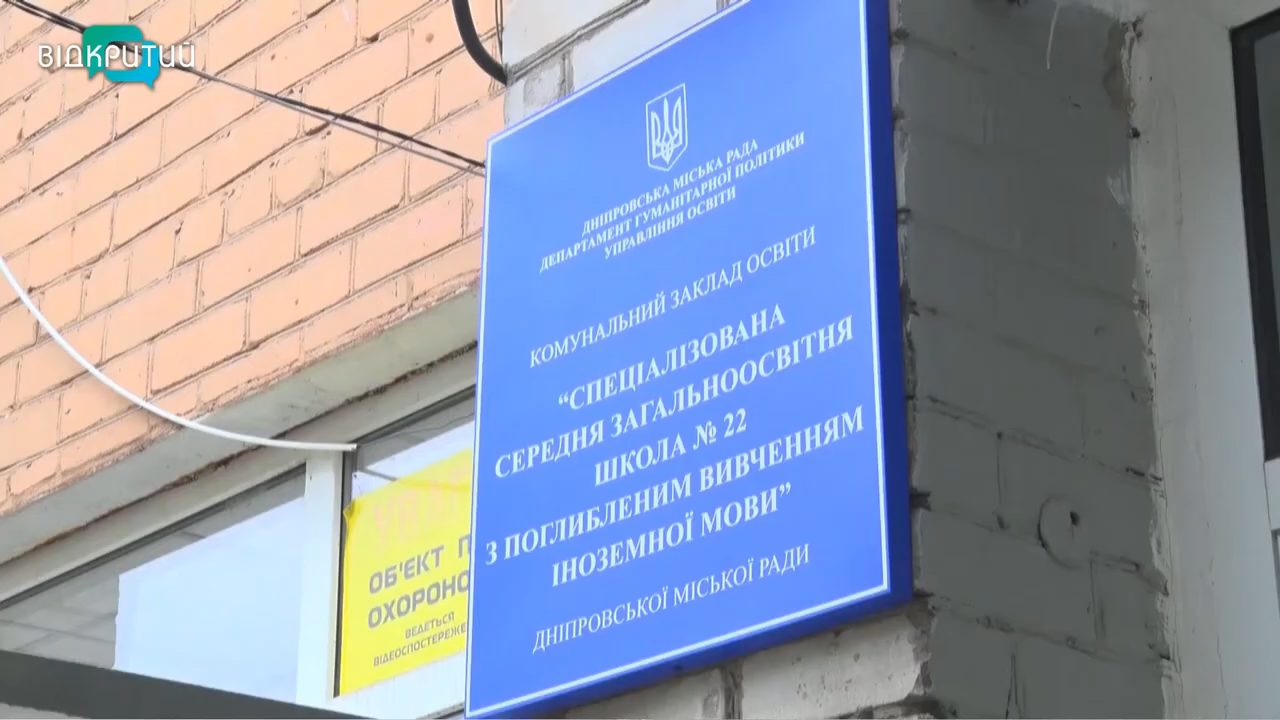 ВІДКРИТИЙ
ДНІПРОВСЬКА МІСЬКА РАДА
ДЕПАРТАМЕНТ ГУМАНІТАРНОЇ ПОЛІТИКИ
УПРАВЛІННЯ ОСВІТИ
КОМУНАЛЬНИЙ ЗАКЛАД ОСВІТИ
“СПЕЦІАЛІЗОВАНА
СЕРЕДНЯ ЗАГАЛЬНООСВІТНЯ
ШКОЛА № 22
З ПОГЛИБЛЕНИМ ВИВЧЕННЯМ
ІНОЗЕМНОЇ МОВИ”
ДНІПРОВСЬКОЇ МІСЬКОЇ РАДИ
ОБ'ЄКТ П
ОХОРОНО
ВЕДЕТЬСЯ
ВІДЕОСПОСТЕРЕЖЕ